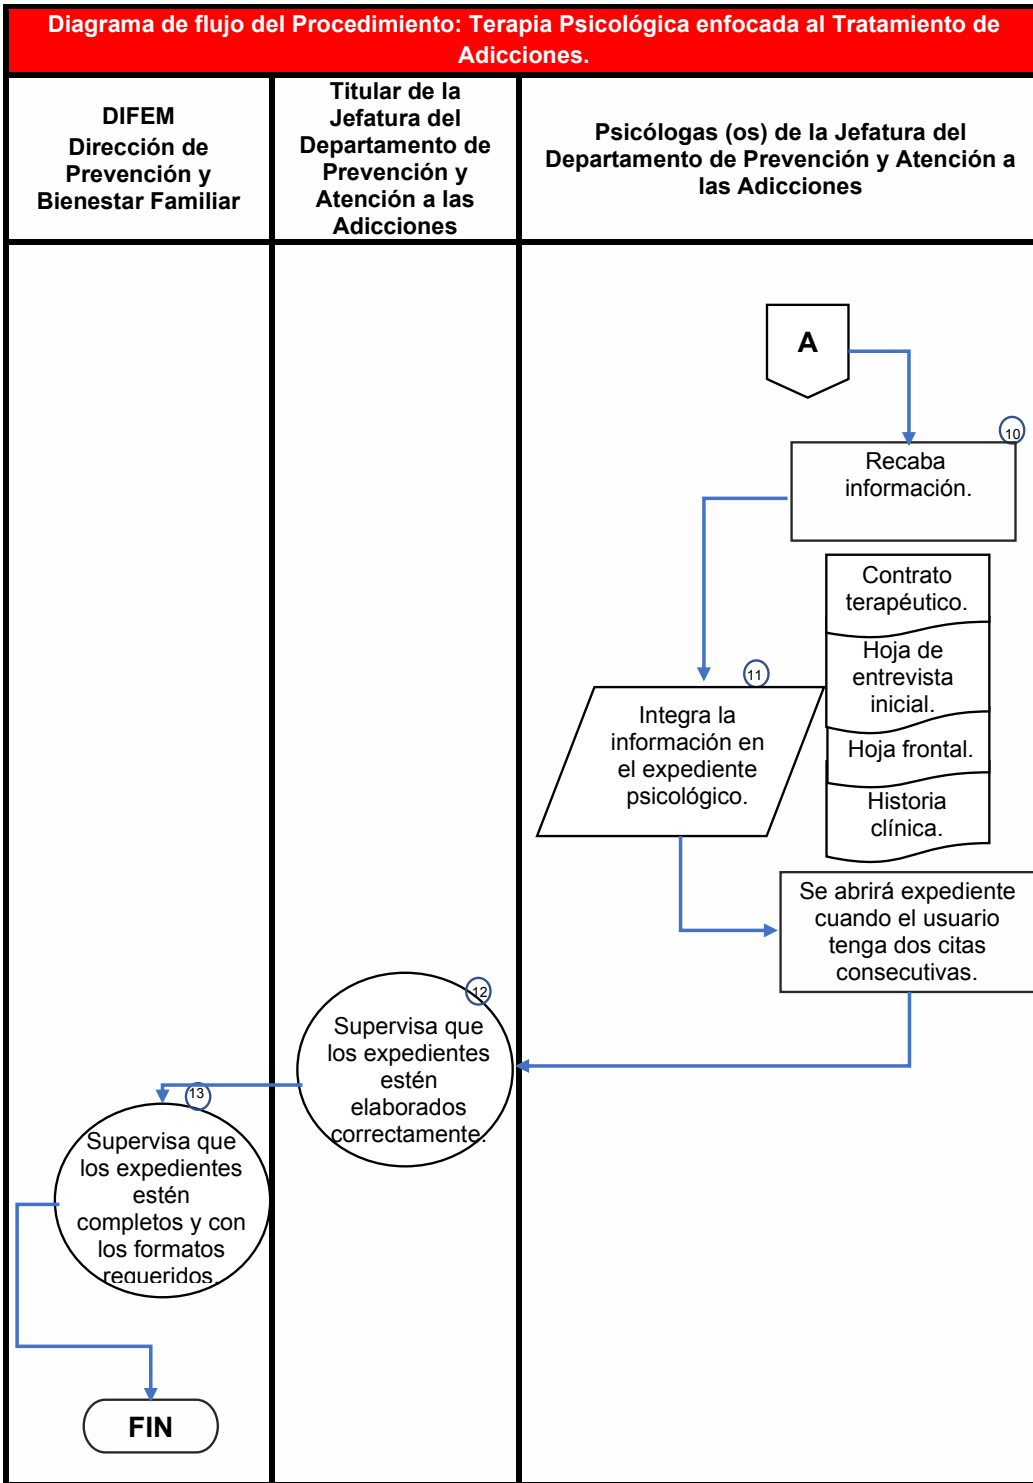 Diagrama de flujo del Procedimiento: Terapia Psicológica enfocada al Tratamiento de
Adicciones.
DIFEM
Dirección de
Prevención y
Bienestar Familiar
Titular de la
Jefatura del
Departamento de
Prevención y
Atención a las
Adicciones
Psicólogas (os) de la Jefatura del
Departamento de Prevención y Atención a
las Adicciones
A
10
Recaba
información.
Contrato
terapéutico.
Hoja de
entrevista
inicial.
Hoja frontal.
Historia
clínica.
11
Integra la
información en
el expediente
psicológico.
Se abrirá expediente
cuando el usuario
tenga dos citas
consecutivas.
12
Supervisa que
los expedientes
estén
elaborados
correctamente.
13
Supervisa que
los expedientes
estén
completos y con
los formatos
requeridos.
FIN